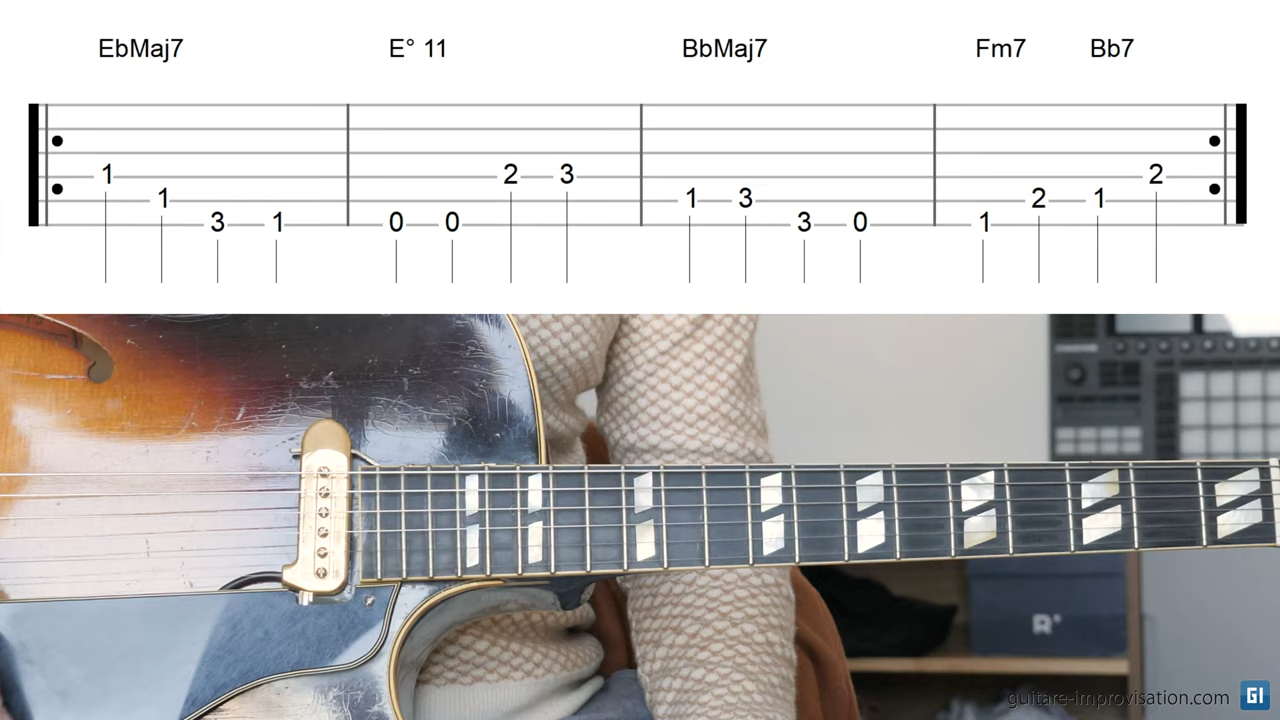 EbMaj7 E° 11 BbMaj7 Fm7 Bb7
1 2 3 2
1 1 3 2 1
3 1 0 0 3 0 1
R°
guitare-improvisation.com GI